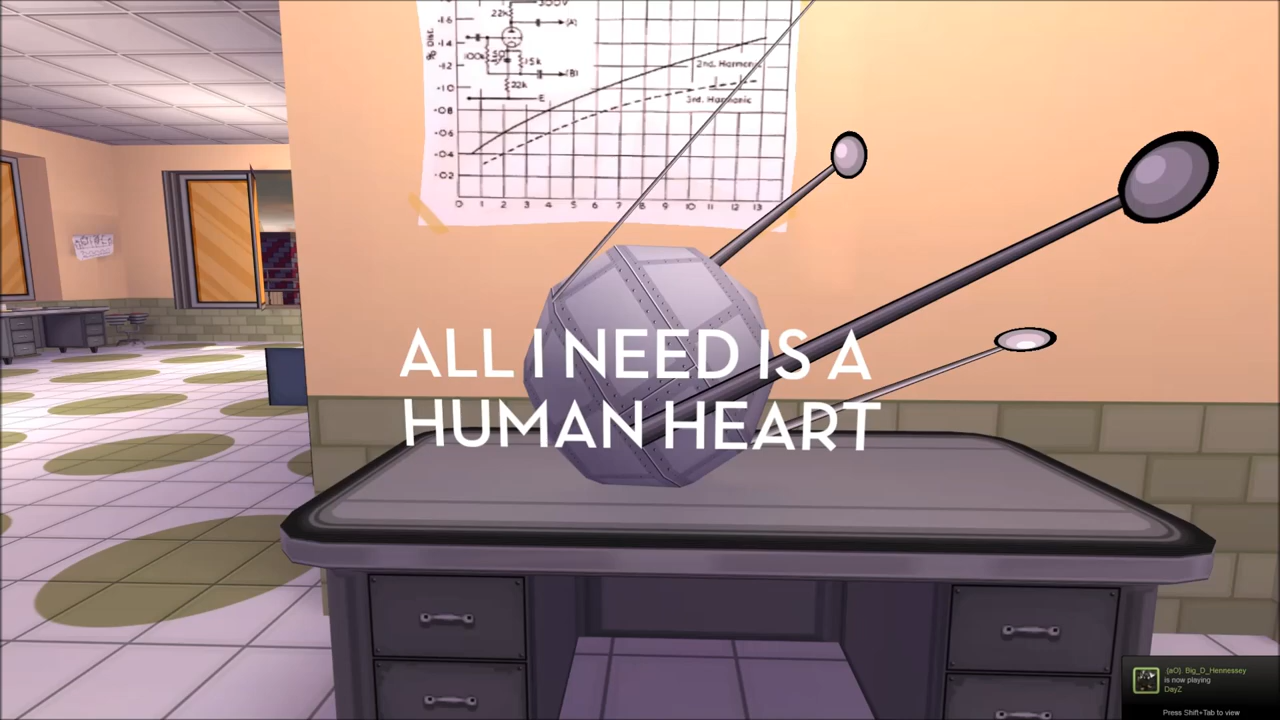 300V
22k
(A)
100k
15k
(B)
22k
E
% Dist.
2nd. Harmonic
3rd. Harmonic
-1.6
-1.4
-1.2
-1.0
-0.8
-0.6
-0.4
-0.2
0 1 2 3 4 5 6 7 8 9 10 11 12 13
ALL I NEED IS A
HUMAN HEART
{aO}. Big_D_Hennessey
is now playing
DayZ
Press Shift+Tab to view